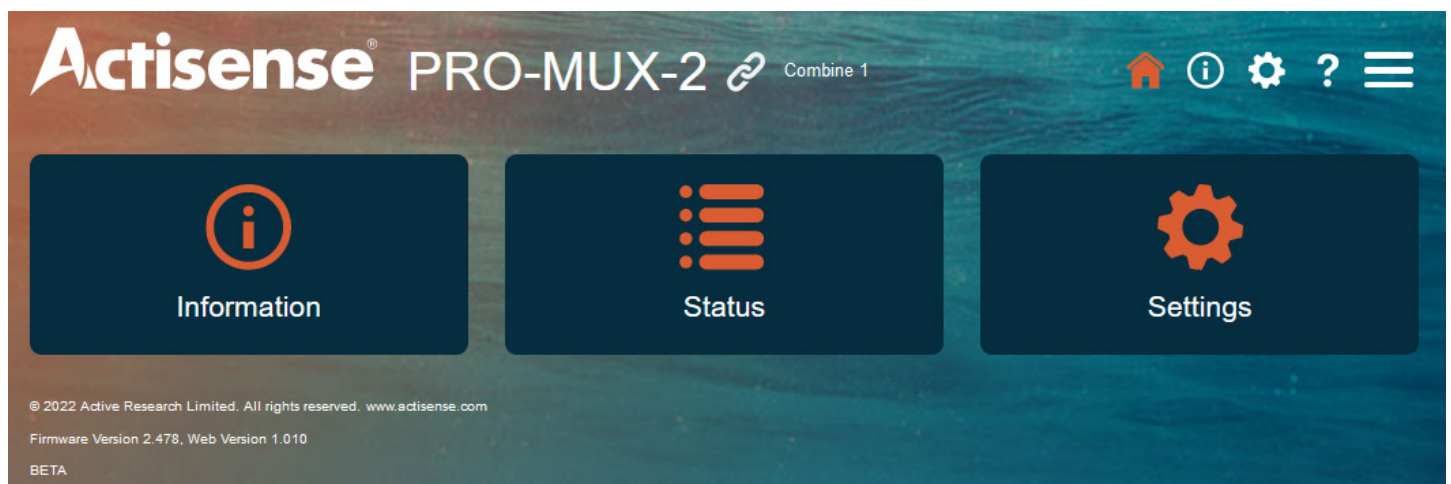 Actisense® PRO-MUX-2 Combine 1
Information
Status
Settings
© 2022 Active Research Limited. All rights reserved. www.actisense.com
Firmware Version 2.478, Web Version 1.010
BETA